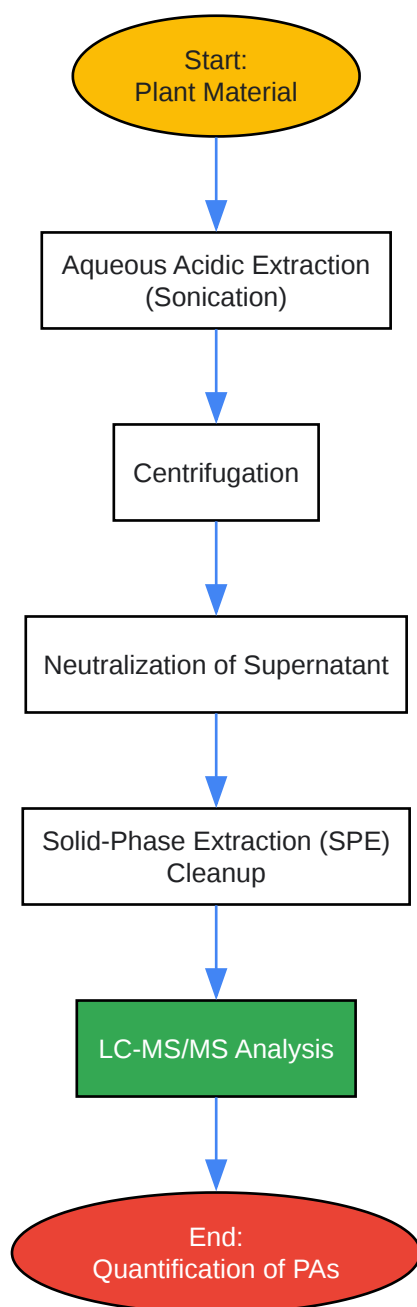 Start:
Plant Material
Aqueous Acidic Extraction
(Sonication)
Centrifugation
Neutralization of Supernatant
Solid-Phase Extraction (SPE)
Cleanup
LC-MS/MS Analysis
End:
Quantification of PAs